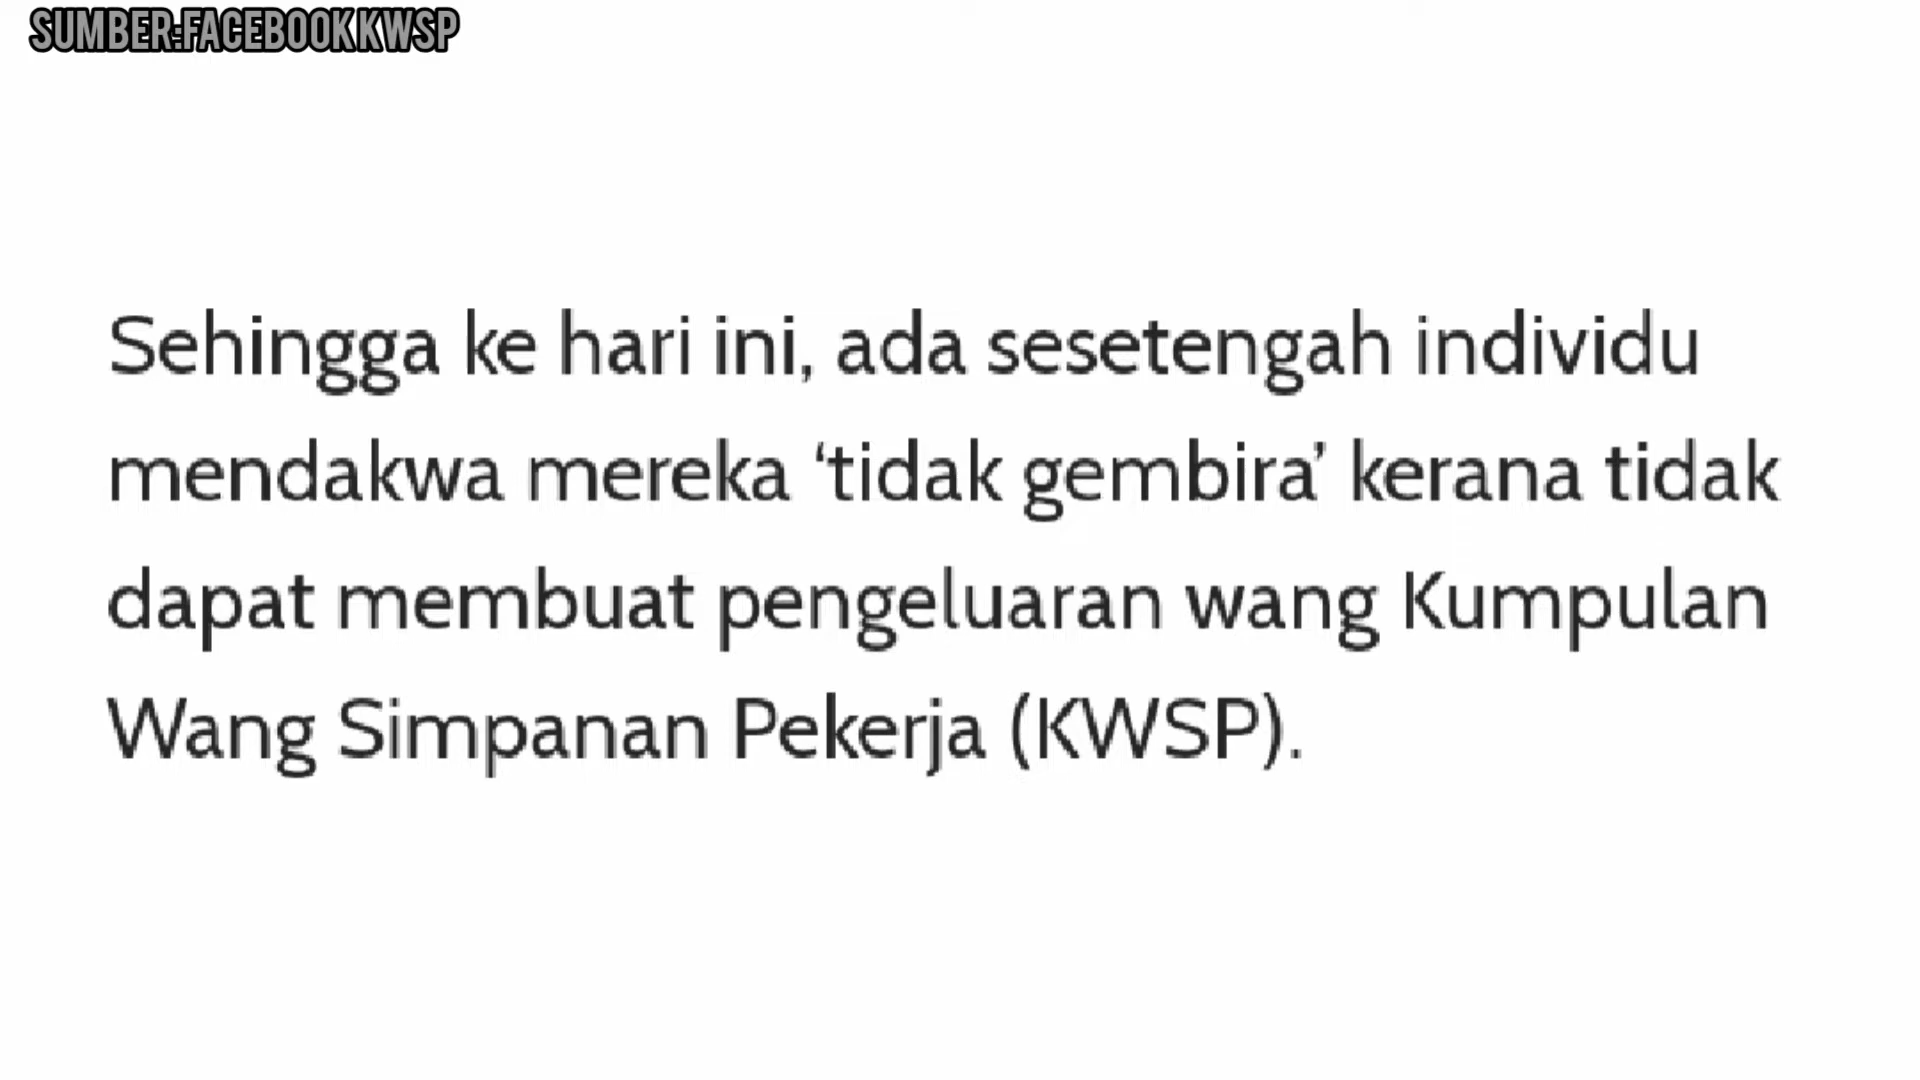 SUMBER:FACEBOOK KWSP
Sehingga ke hari ini, ada sesetengah individu
mendakwa mereka ‘tidak gembira’ kerana tidak
dapat membuat pengeluaran wang Kumpulan
Wang Simpanan Pekerja (KWSP).